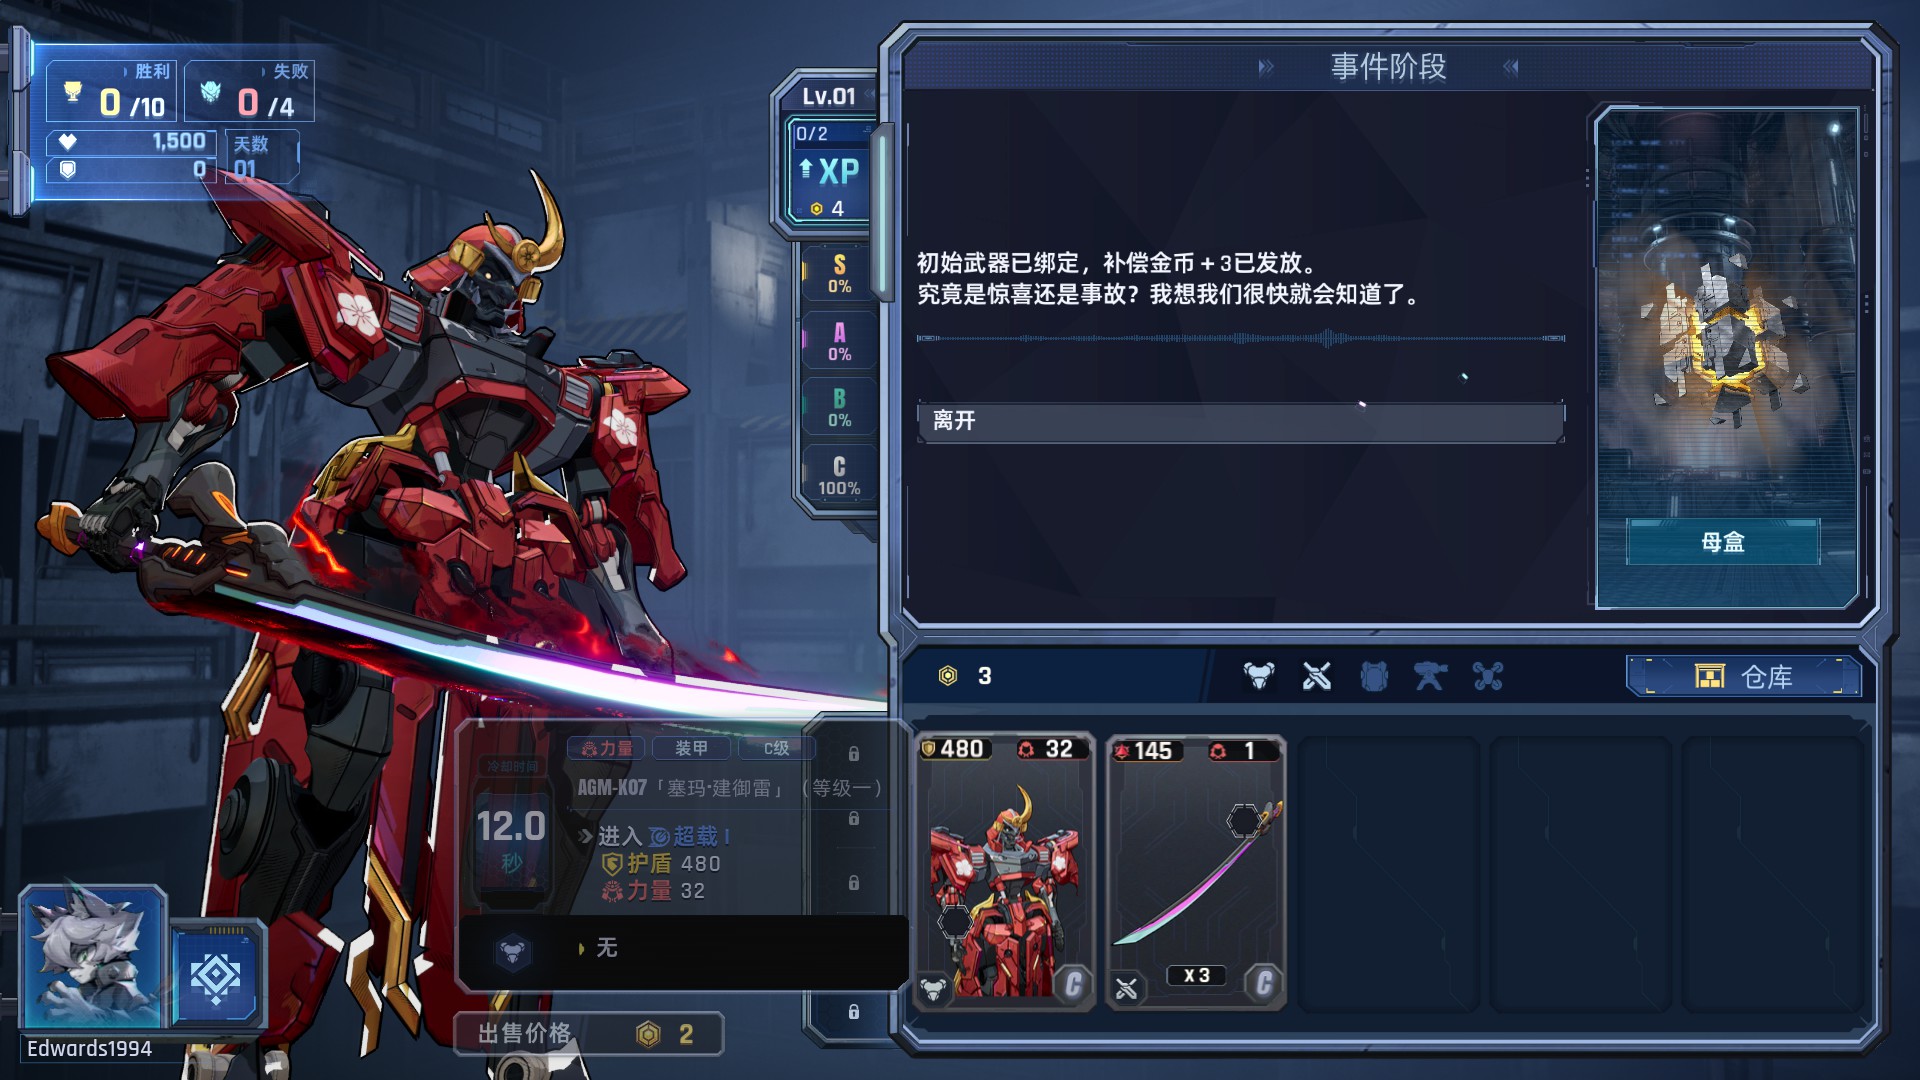 胜利
0 /10
失败
0 /4
1,500
0
天数
01
Lv.01
0/2
XP
4
S
0%
A
0%
B
0%
C
100%
事件阶段
初始武器已绑定，补偿金币+3已发放。
究竟是惊喜还是事故？我想我们很快就会知道了。
离开
母盒
3
仓库
480
32
C
145
1
x3
C
力量
装甲
C级
冷却时间
12.0
秒
AGM-K07「塞玛·建御雷」（等级一）
进入 超载 I
护盾 480
力量 32
无
出售价格
2
Edwards1994